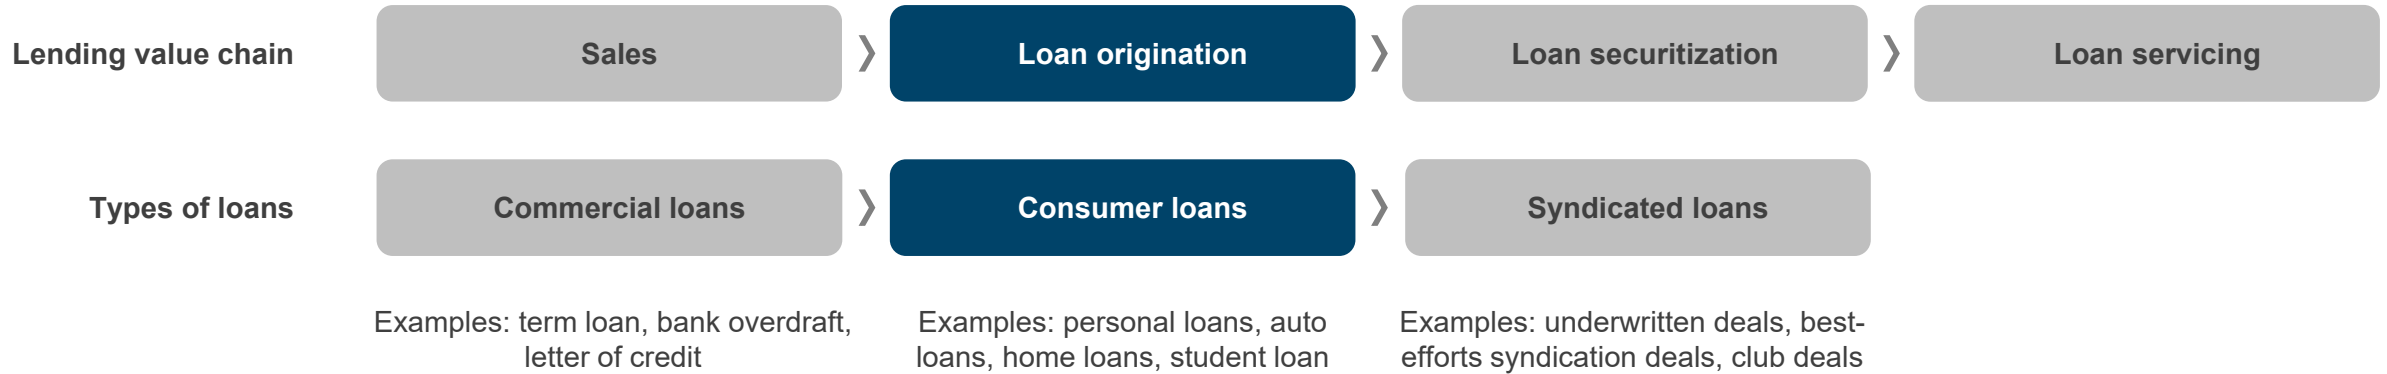 Lending value chain
Sales
Loan origination
Loan securitization
Loan servicing
Types of loans
Commercial loans
Consumer loans
Syndicated loans
Examples: term loan, bank overdraft,
letter of credit
Examples: personal loans, auto
loans, home loans, student loan
Examples: underwritten deals, best-
efforts syndication deals, club deals